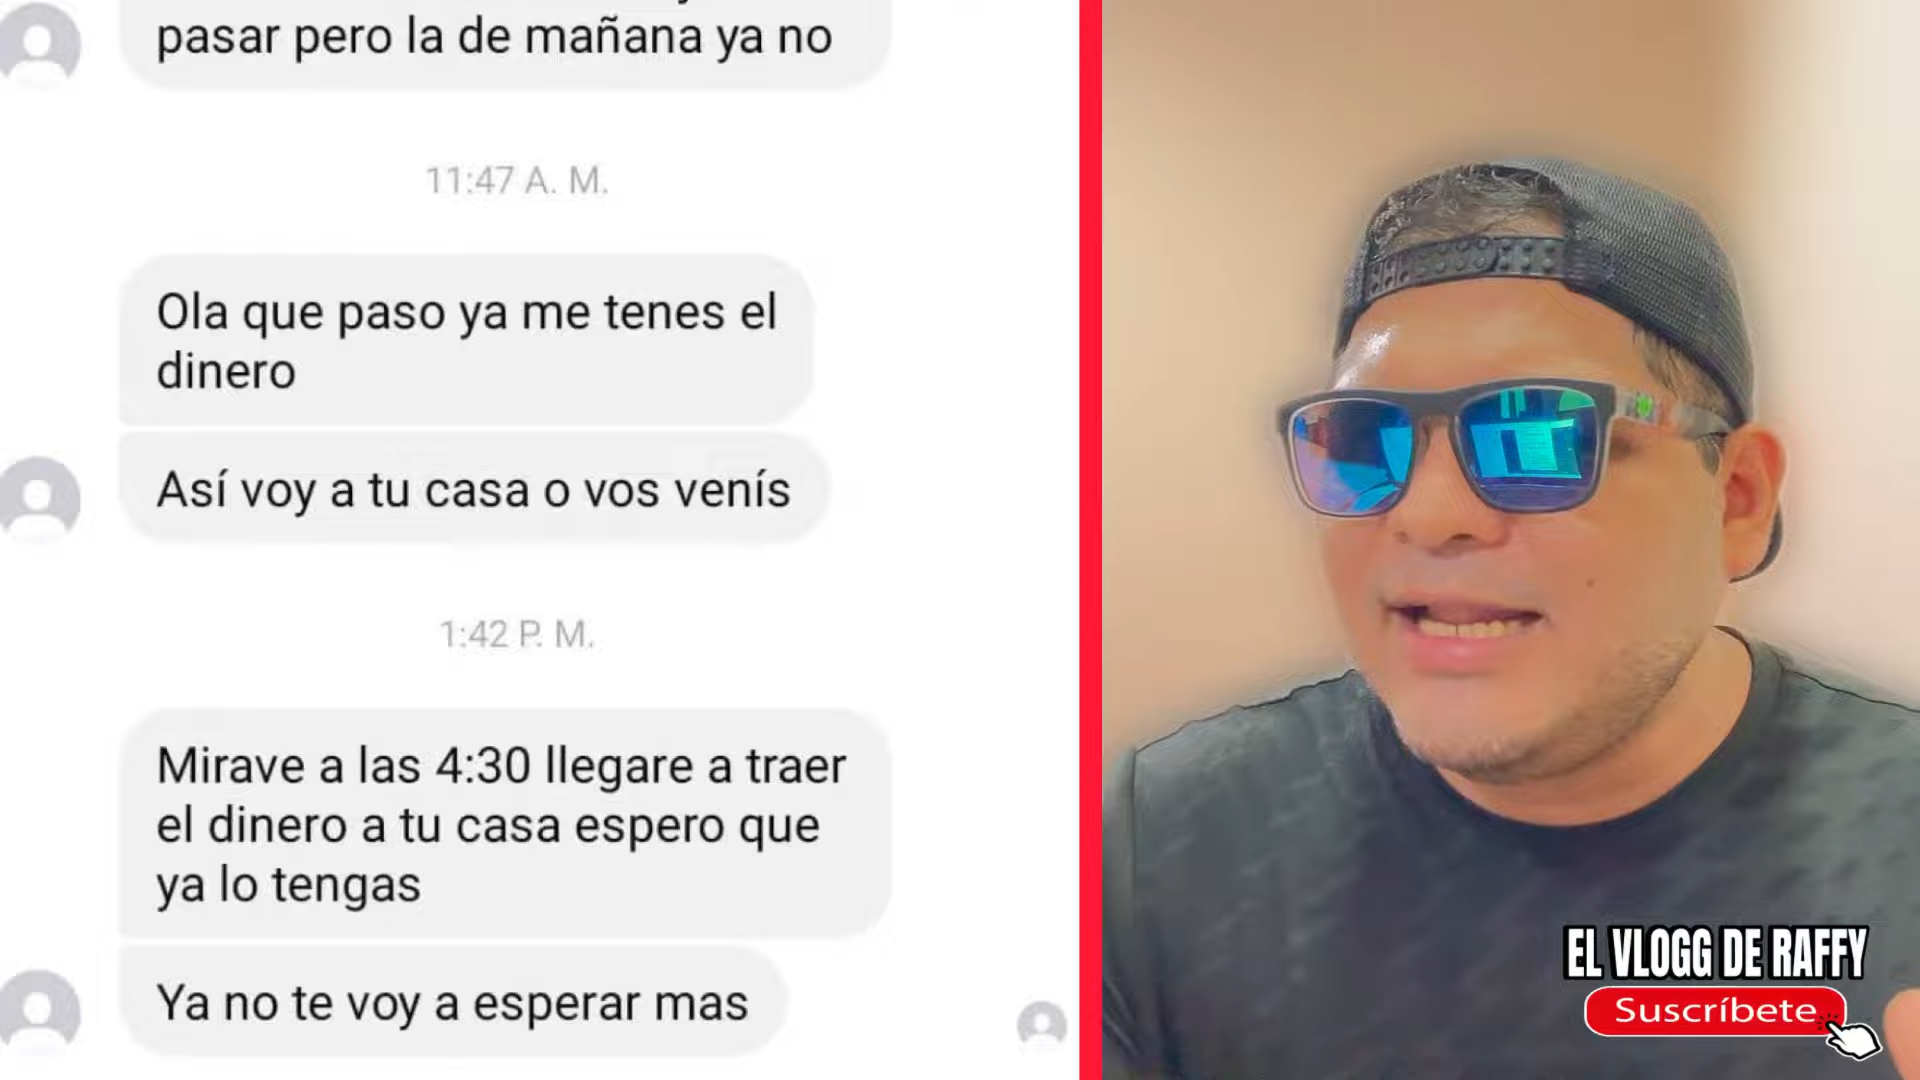 pasar pero la de mañana ya no
11:47 A. M.
Ola que paso ya me tenes el
dinero
Así voy a tu casa o vos venís
1:42 P. M.
Mirave a las 4:30 llegare a traer
el dinero a tu casa espero que
ya lo tengas
Ya no te voy a esperar mas
EL VLOGG DE RAFFY
Suscríbete